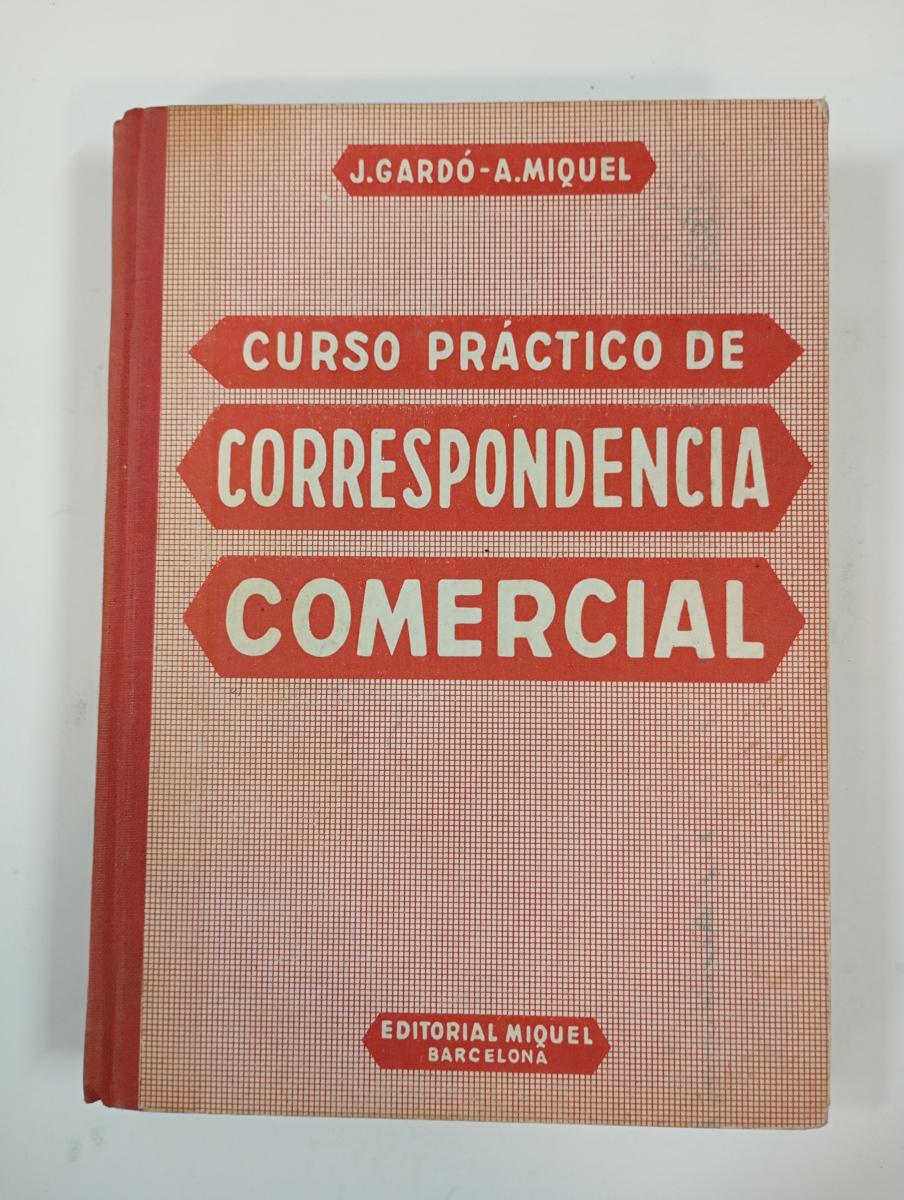 J. GARDÓ - A. MIQUEL
CURSO PRÁCTICO DE
CORRESPONDENCIA
COMERCIAL
EDITORIAL MIQUEL
BARCELONA